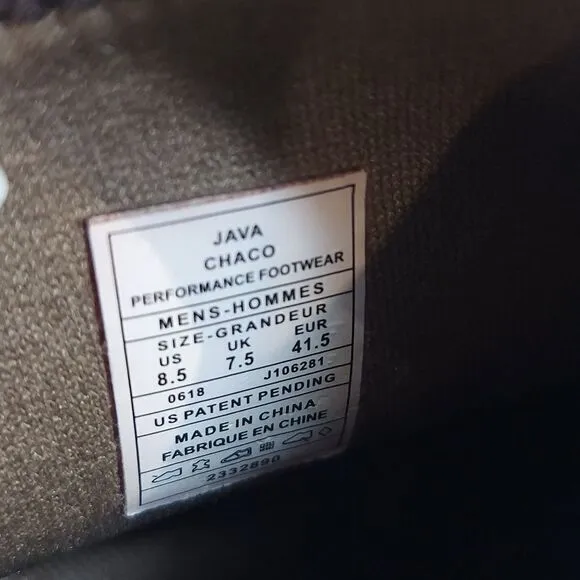 JAVA
CHACO
PERFORMANCE FOOTWEAR
MENS-HOMMES
SIZE-GRANDEUR
US UK EUR
8.5 7.5 41.5
0618 J106281
US PATENT PENDING
MADE IN CHINA
FABRIQUE EN CHINE
2332890